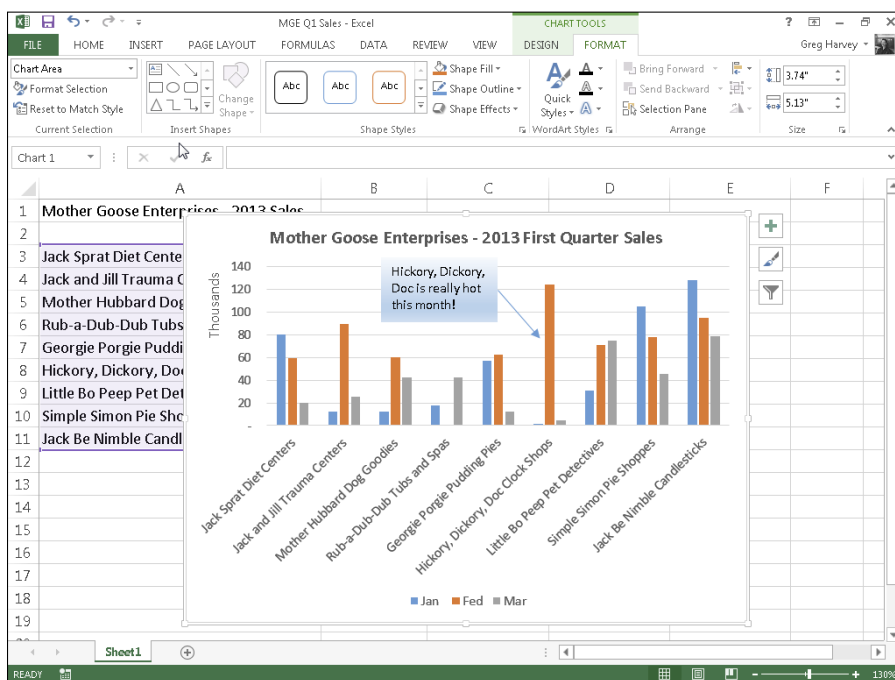 MGE Q1 Sales - Excel
CHART TOOLS
?
FILE HOME INSERT PAGE LAYOUT FORMULAS DATA REVIEW VIEW DESIGN FORMAT Greg Harvey
Chart Area
Format Selection
Reset to Match Style
Current Selection
Change
Shape
Insert Shapes
Abc Abc Abc
Shape Styles
Shape Fill
Shape Outline
Shape Effects
Quick
Styles
A
A
A
A
WordArt Styles
Bring Forward
Send Backward
Selection Pane
Arrange
3.74"
5.13"
Size
Chart 1
fx
A B C D E F
1 Mother Goose Enterprises - 2013 Sales
2
3 Jack Sprat Diet Cente
4 Jack and Jill Trauma C
5 Mother Hubbard Dog
6 Rub-a-Dub-Dub Tubs
7 Georgie Porgie Puddi
8 Hickory, Dickory, Doc
9 Little Bo Peep Pet Det
10 Simple Simon Pie Sho
11 Jack Be Nimble Candl
12
13
14
15
16
17
18
19
Mother Goose Enterprises - 2013 First Quarter Sales
Thousands
140
120
100
80
60
40
20
-
Hickory, Dickory,
Doc is really hot
this month!
Jack Sprat Diet Centers
Jack and Jill Trauma Centers
Mother Hubbard Dog Goodies
Rub-a-Dub-Dub Tubs and Spas
Georgie Porgie Pudding Pies
Hickory, Dickory, Doc Clock Shops
Little Bo Peep Pet Detectives
Simple Simon Pie Shoppes
Jack Be Nimble Candlesticks
Jan Fed Mar
Sheet1
READY
130%